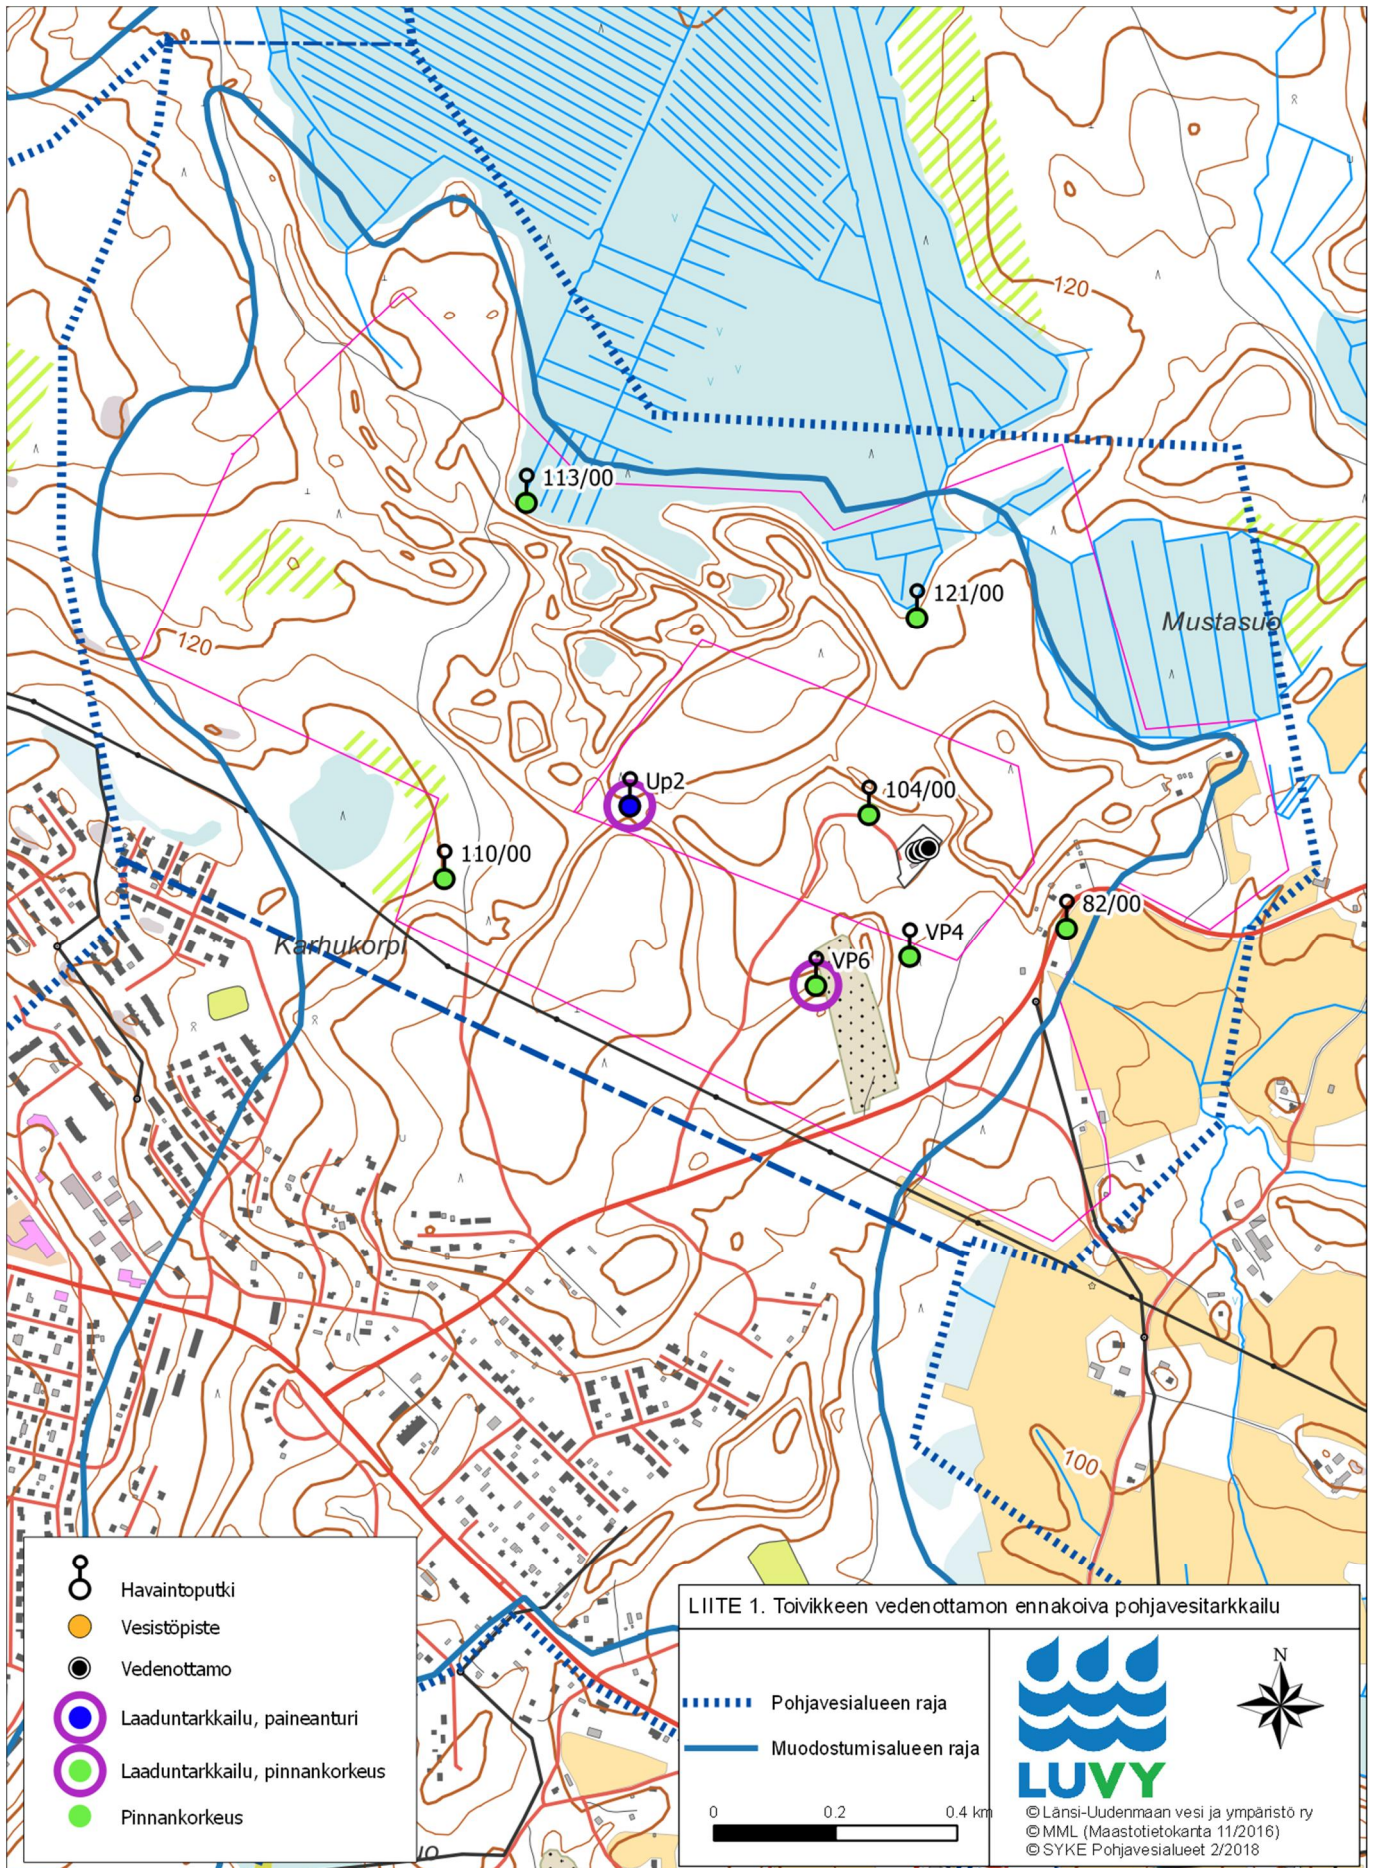 120
113/00
121/00
Mustasuo
120
Up2
104/00
110/00
82/00
VP4
Karhukorpi
VP6
100
Havaintoputki
Vesistöpiste
Vedenottamo
Laaduntarkkailu, paineanturi
Laaduntarkkailu, pinnankorkeus
Pinnankorkeus
LIITE 1. Toivikkeen vedenottamon ennakoiva pohjavesitarkkailu
Pohjavesialueen raja
Muodostumisalueen raja
0 0.2 0.4 km
N
LUVY
© Länsi-Uudenmaan vesi ja ympäristö ry
© MML (Maastotietokanta 11/2016)
© SYKE Pohjavesialueet 2/2018